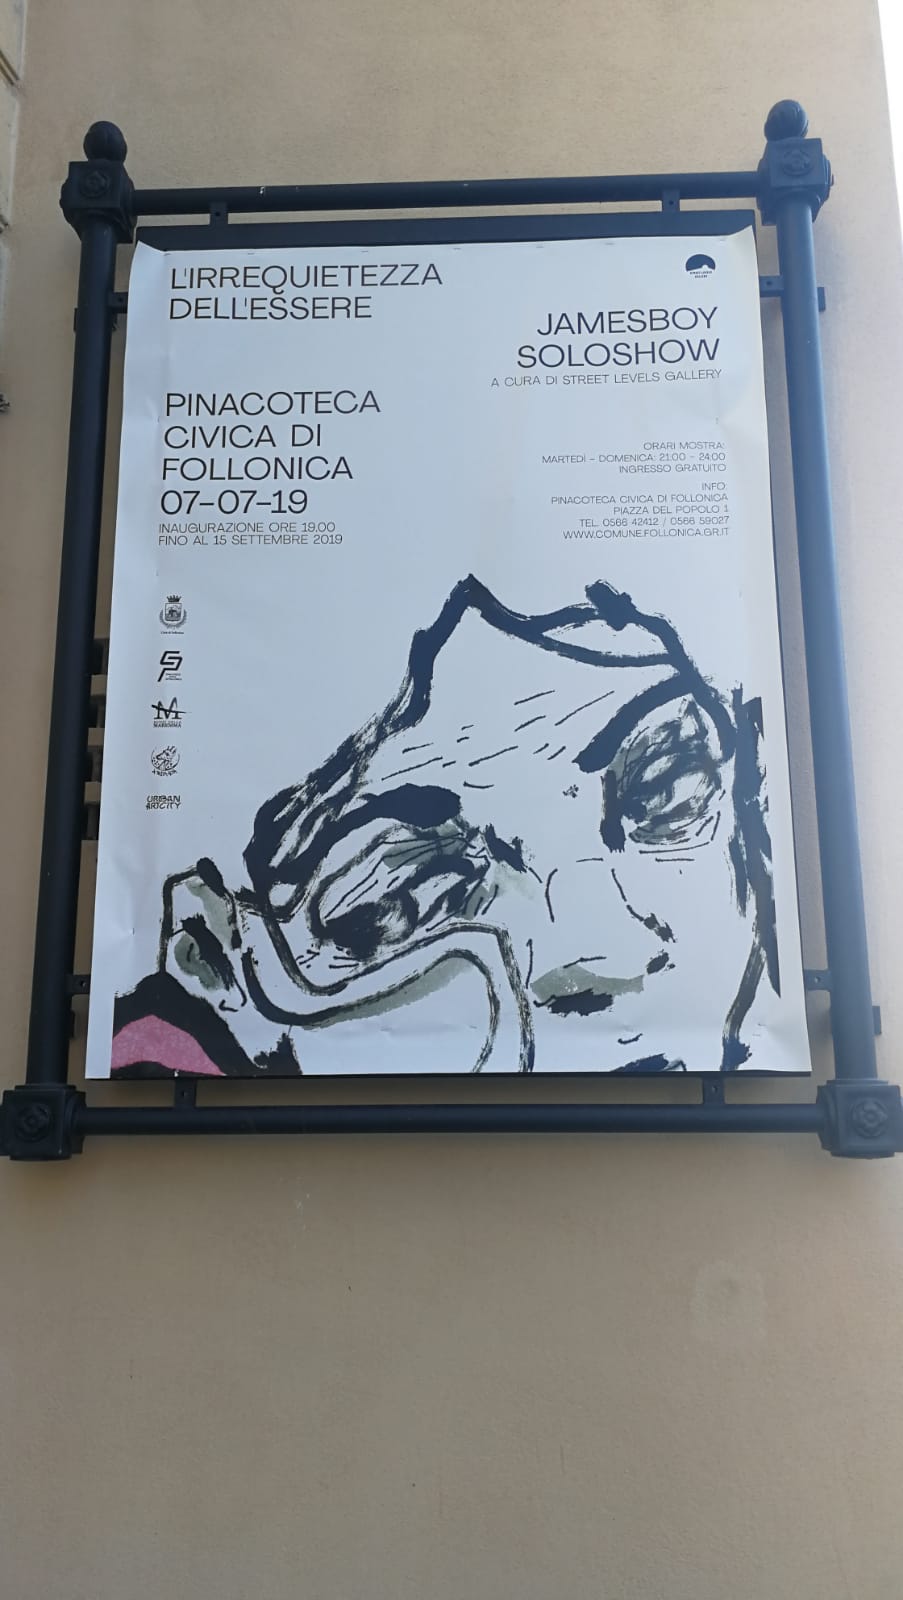 L'IRREQUIETEZZA
DELL'ESSERE
JAMESBOY
SOLOSHOW
A CURA DI STREET LEVELS GALLERY
PINACOTECA
CIVICA DI
FOLLONICA
07-07-19
INAUGURAZIONE ORE 19.00
FINO AL 15 SETTEMBRE 2019
ORARI MOSTRA:
MARTEDÌ - DOMENICA: 21:00 - 24:00
INGRESSO GRATUITO
INFO:
PINACOTECA CIVICA DI FOLLONICA
PIAZZA DEL POPOLO 1
TEL. 0566 42412 / 0566 59027
WWW.COMUNE.FOLLONICA.GR.IT
MAREMMA
URBAN
ARTCITY